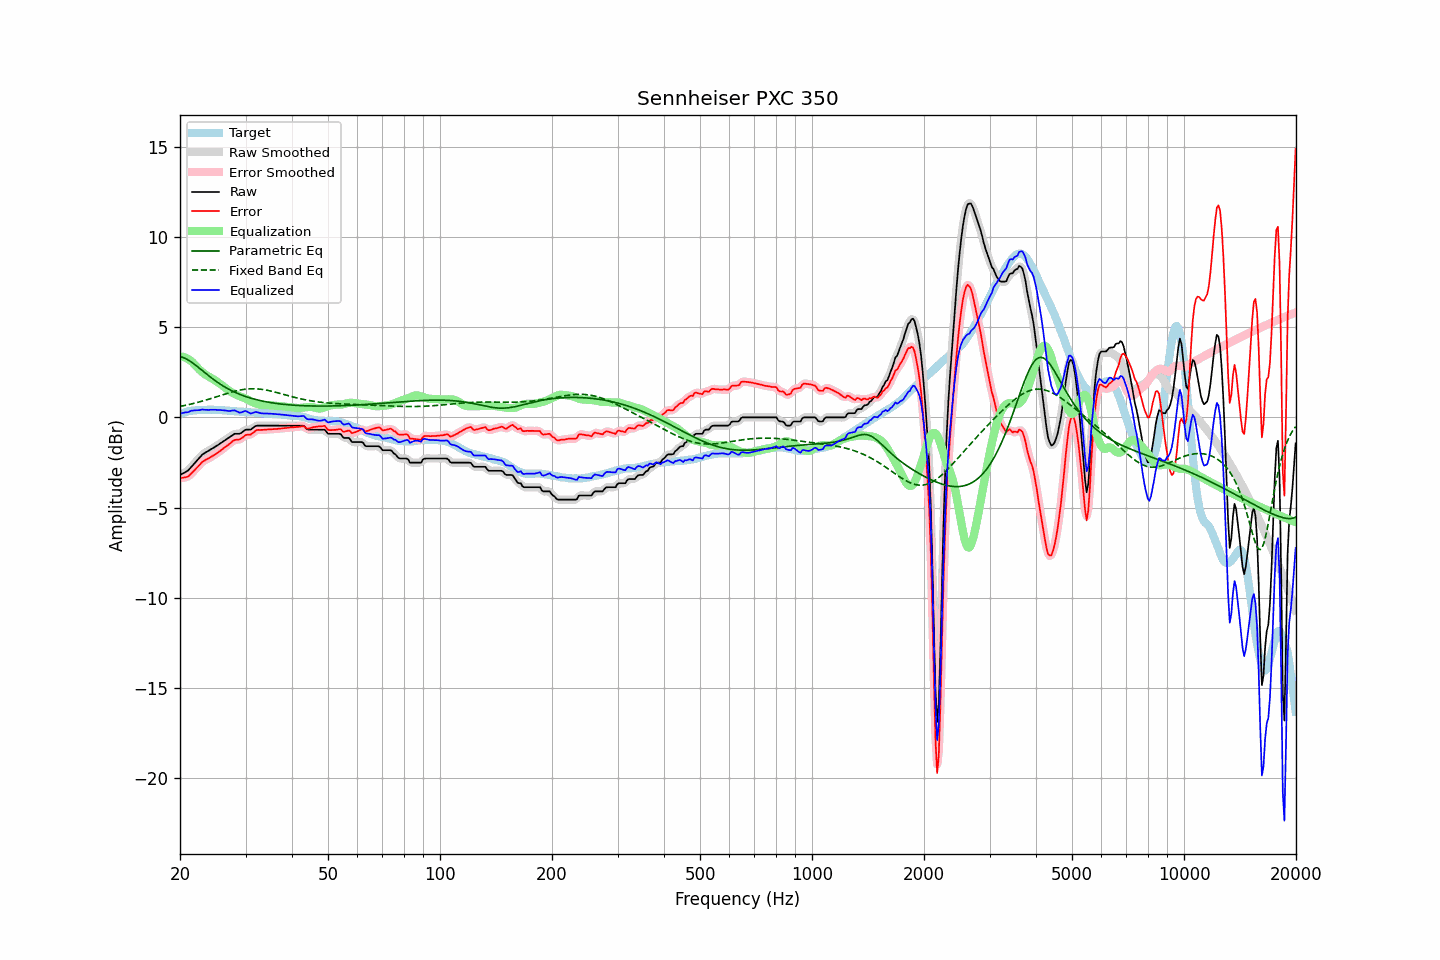 Sennheiser PXC 350
Target
Raw Smoothed
Error Smoothed
Raw
Error
Equalization
Parametric Eq
Fixed Band Eq
Equalized
Amplitude (dBr)
15
10
5
0
−5
−10
−15
−20
20 50 100 200 500 1000 2000 5000 10000 20000
Frequency (Hz)